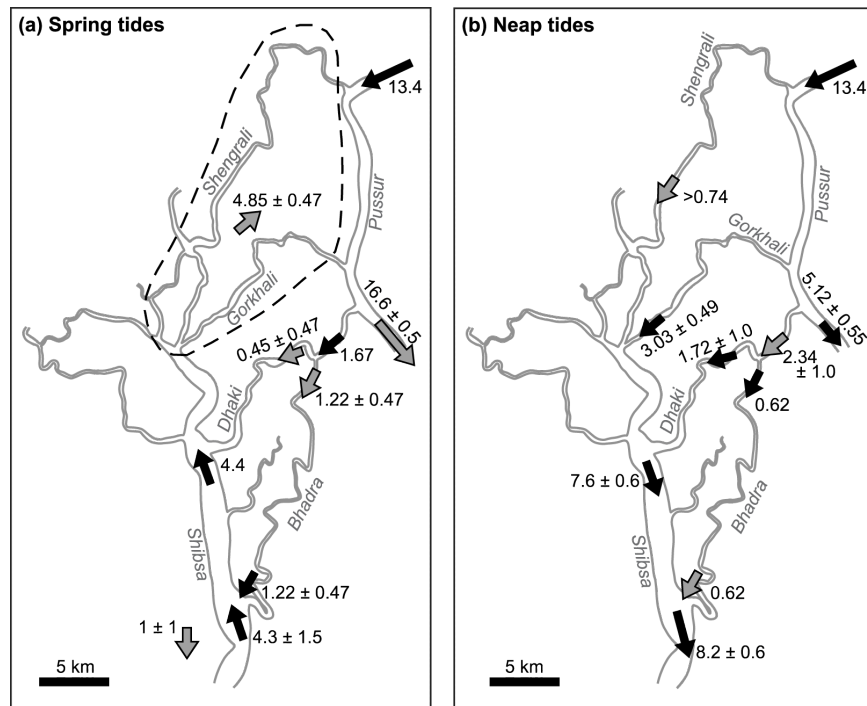 (a) Spring tides
13.4
Shengrali
4.85 ± 0.47
Pussur
Gorkhali
16.6 ± 0.5
0.45 ± 0.47
1.67
1.22 ± 0.47
Dhaki
4.4
Bhadra
Shibsa
1.22 ± 0.47
1 ± 1
4.3 ± 1.5
5 km
(b) Neap tides
Shengrali
13.4
Pussur
>0.74
Gorkhali
5.12 ± 0.55
3.03 ± 0.49
1.72 ± 1.0
2.34
± 1.0
0.62
Dhaki
7.6 ± 0.6
Bhadra
Shibsa
0.62
8.2 ± 0.6
5 km